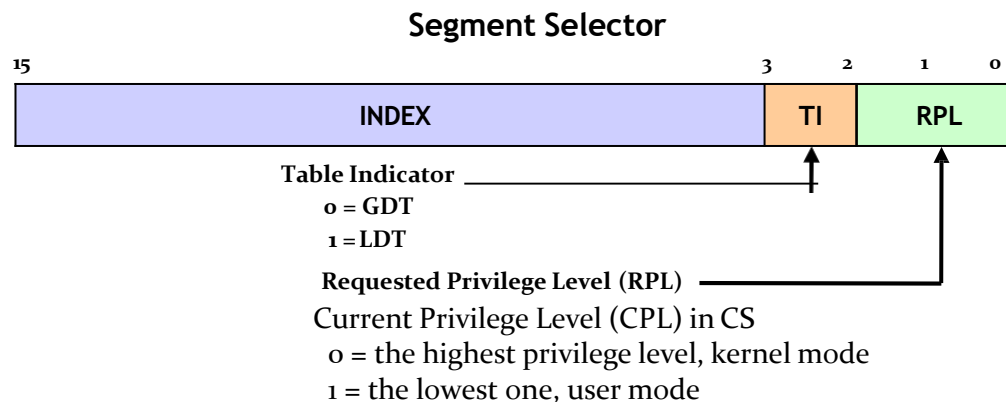 Segment Selector
15 3 2 1 0
INDEX TI RPL
Table Indicator
0 = GDT
1 = LDT
Requested Privilege Level (RPL)
Current Privilege Level (CPL) in CS
0 = the highest privilege level, kernel mode
1 = the lowest one, user mode